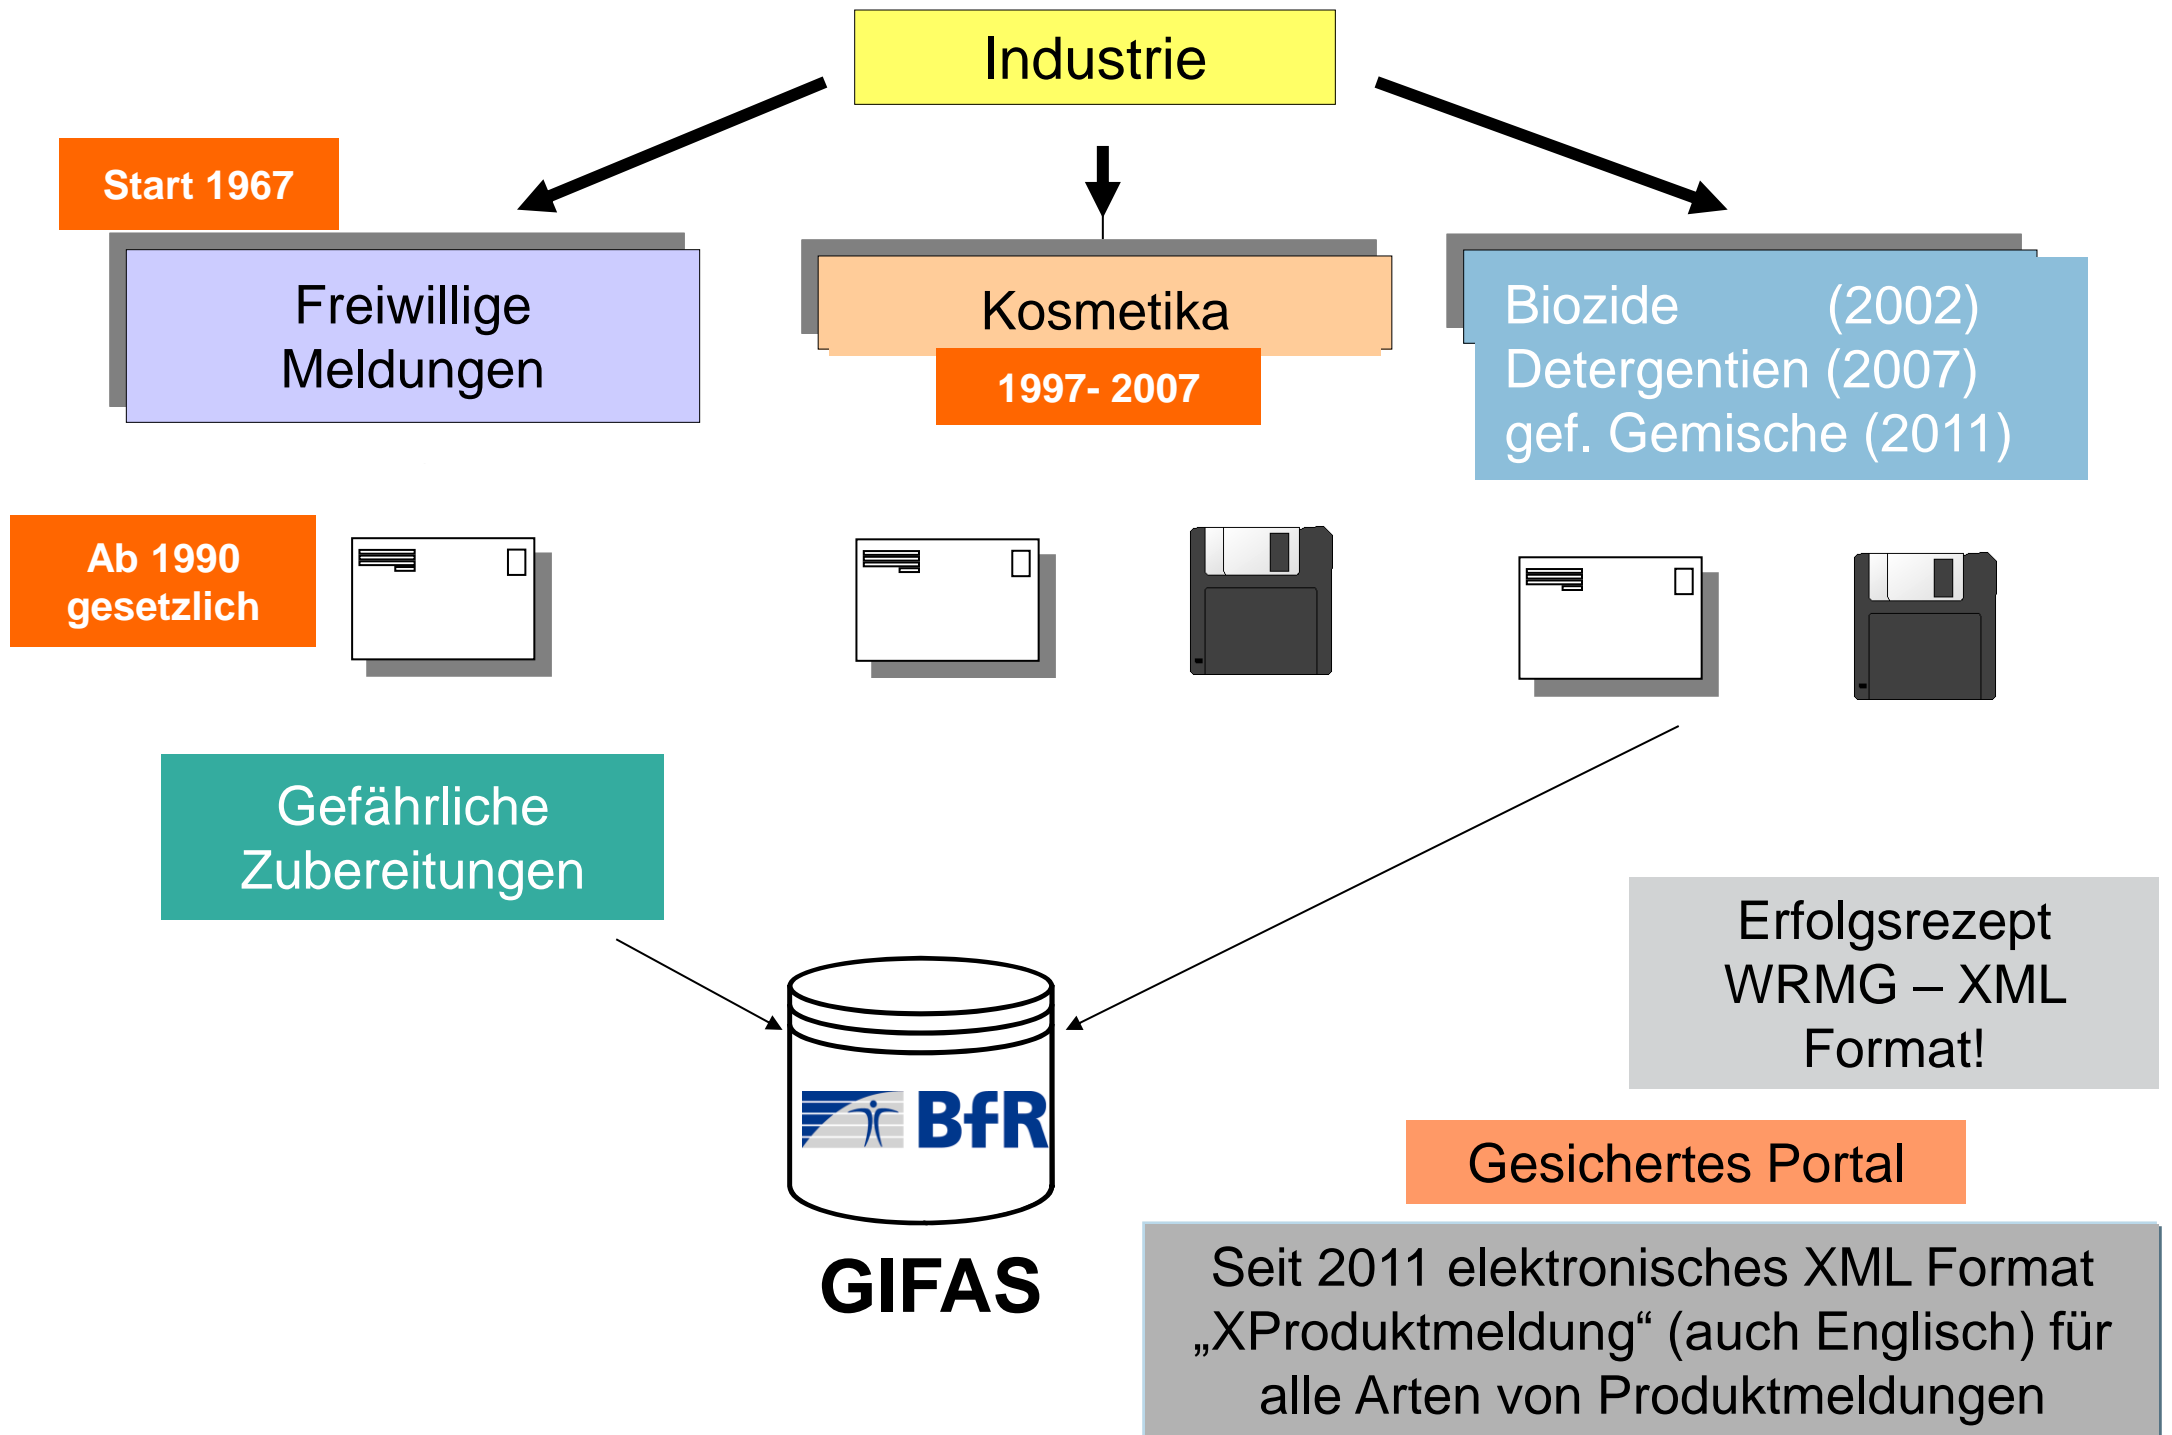 Industrie
Start 1967
Freiwillige
Meldungen
Kosmetika
1997- 2007
Biozide (2002)
Detergentien (2007)
gef. Gemische (2011)
Ab 1990
gesetzlich
Gefährliche
Zubereitungen
Erfolgsrezept
WRMG – XML
Format!
BfR
GIFAS
Gesichertes Portal
Seit 2011 elektronisches XML Format
„XProduktmeldung“ (auch Englisch) für
alle Arten von Produktmeldungen